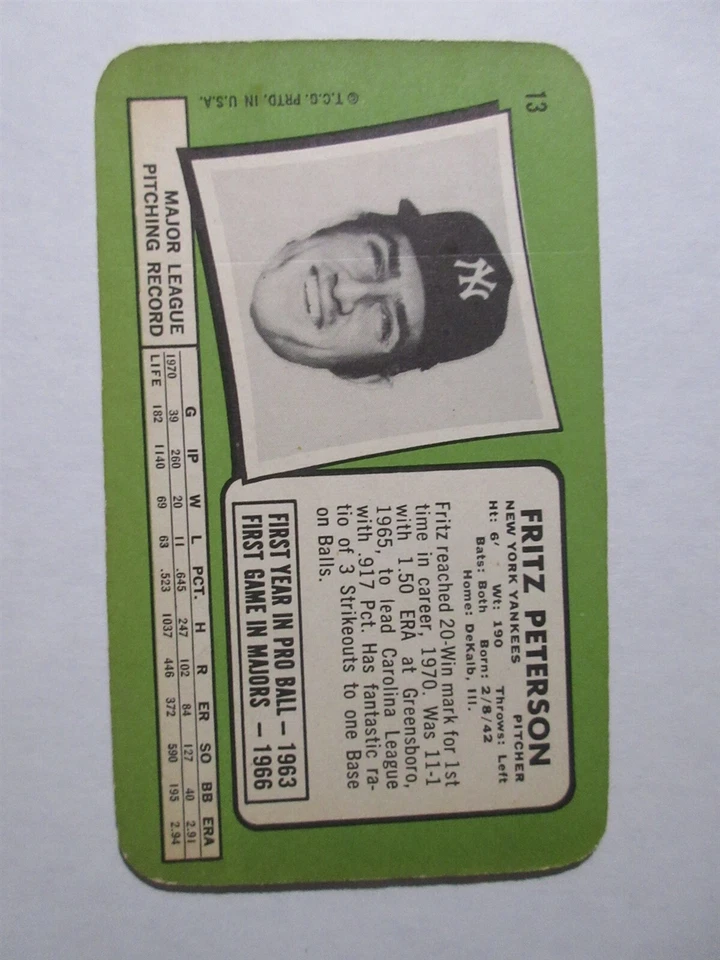 13
© T.C.G. PRTD. IN U.S.A.
NY
FRITZ PETERSON
NEW YORK YANKEES PITCHER
Ht: 6' Wt: 190 Throws: Left
Bats: Both Born: 2/8/42
Home: DeKalb, Ill.
Fritz reached 20-Win mark for 1st
time in career, 1970. Was 11-1
with 1.50 ERA at Greensboro,
1965, to lead Carolina League
with .917 Pct. Has fantastic ra-
tio of 3 Strikeouts to one Base
on Balls.
FIRST YEAR IN PRO BALL — 1963
FIRST GAME IN MAJORS — 1966
MAJOR LEAGUE
PITCHING RECORD
G IP W L PCT. H R ER SO BB ERA
1970 39 260 20 11 .645 247 102 84 127 40 2.91
LIFE 182 1140 69 63 .523 1037 446 372 590 195 2.94